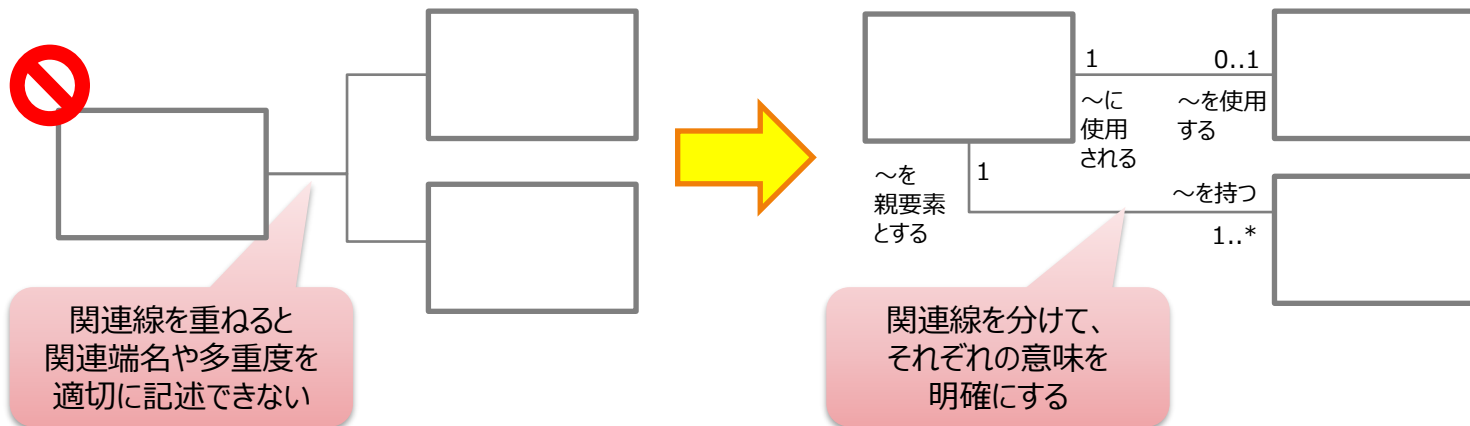 関連線を重ねると
関連端名や多重度を
適切に記述できない
1
0..1
～に
使用
される
～を使用
する
～を
親要素
とする
1
～を持つ
1..*
関連線を分けて、
それぞれの意味を
明確にする